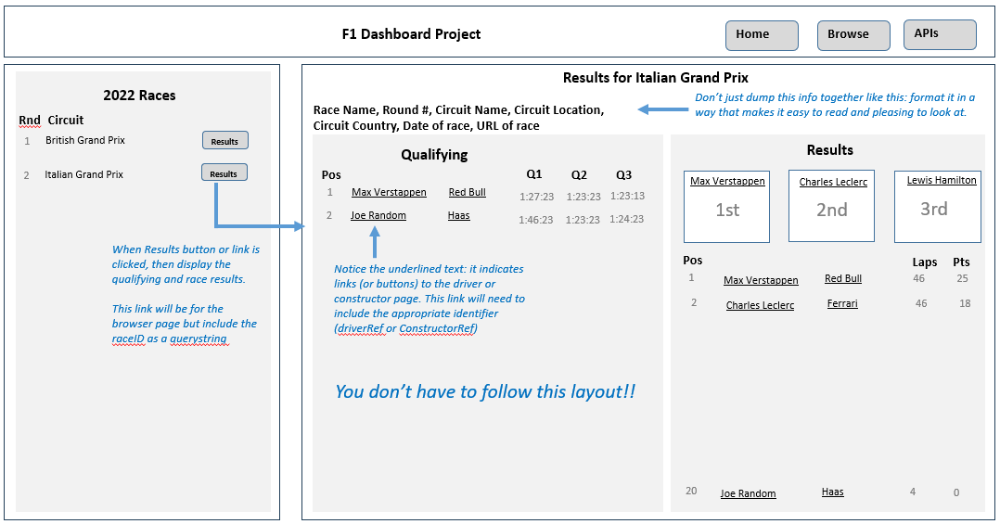 F1 Dashboard Project
Home
Browse
APIs
2022 Races
Rnd Circuit
1 British Grand Prix Results
2 Italian Grand Prix Results
When Results button or link is
clicked, then display the
qualifying and race results.
This link will be for the
browser page but include the
raceID as a querystring
Results for Italian Grand Prix
Race Name, Round #, Circuit Name, Circuit Location,
Circuit Country, Date of race, URL of race
Don't just dump this info together like this: format it in a
way that makes it easy to read and pleasing to look at.
Qualifying
Pos Q1 Q2 Q3
1 Max Verstappen Red Bull 1:27:23 1:23:23 1:23:13
2 Joe Random Haas 1:46:23 1:23:23 1:24:23
Notice the underlined text: it indicates
links (or buttons) to the driver or
constructor page. This link will need to
include the appropriate identifier
(driverRef or ConstructorRef)
You don't have to follow this layout!!
Results
Max Verstappen
1st
Charles Leclerc
2nd
Lewis Hamilton
3rd
Pos Laps Pts
1 Max Verstappen Red Bull 46 25
2 Charles Leclerc Ferrari 46 18
20 Joe Random Haas 4 0